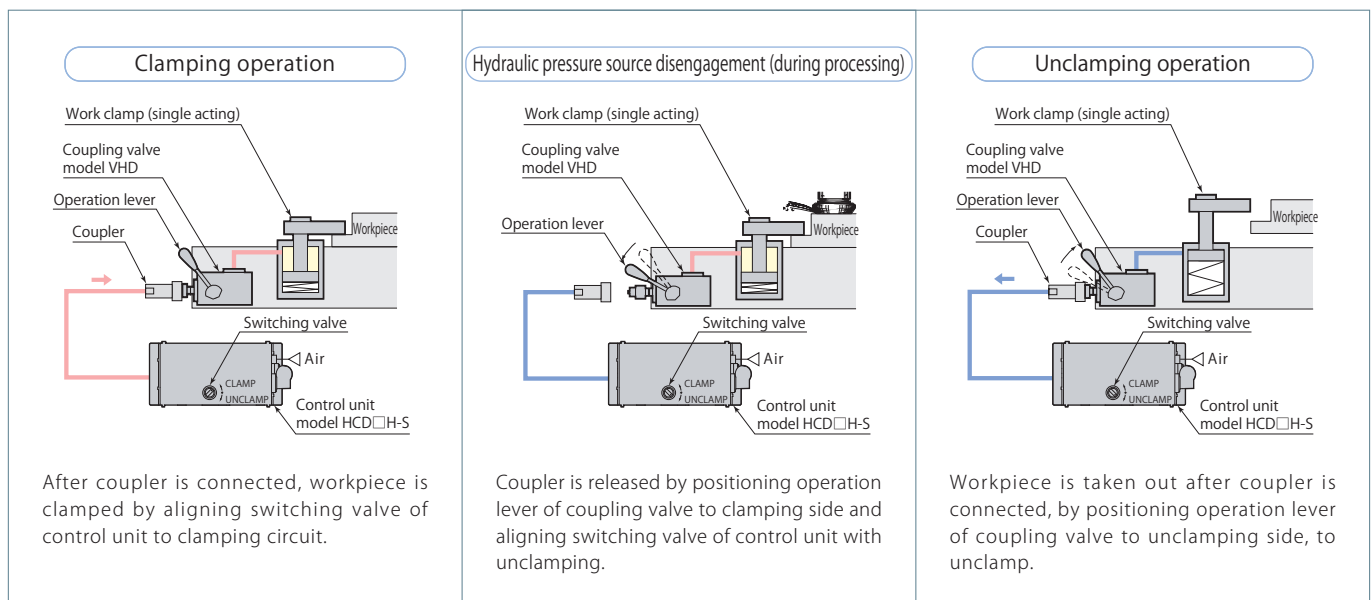 Clamping operation
Work clamp (single acting)
Coupling valve
model VHD
Operation lever
Coupler
Workpiece
Switching valve
Air
CLAMP
UNCLAMP
Control unit
model HCD□H-S
After coupler is connected, workpiece is
clamped by aligning switching valve of
control unit to clamping circuit.
Hydraulic pressure source disengagement (during processing)
Work clamp (single acting)
Coupling valve
model VHD
Operation lever
Workpiece
Switching valve
Air
CLAMP
UNCLAMP
Control unit
model HCD□H-S
Coupler is released by positioning operation
lever of coupling valve to clamping side and
aligning switching valve of control unit with
unclamping.
Unclamping operation
Work clamp (single acting)
Coupling valve
model VHD
Operation lever
Coupler
Workpiece
Switching valve
Air
CLAMP
UNCLAMP
Control unit
model HCD□H-S
Workpiece is taken out after coupler is
connected, by positioning operation lever
of coupling valve to unclamping side, to
unclamp.